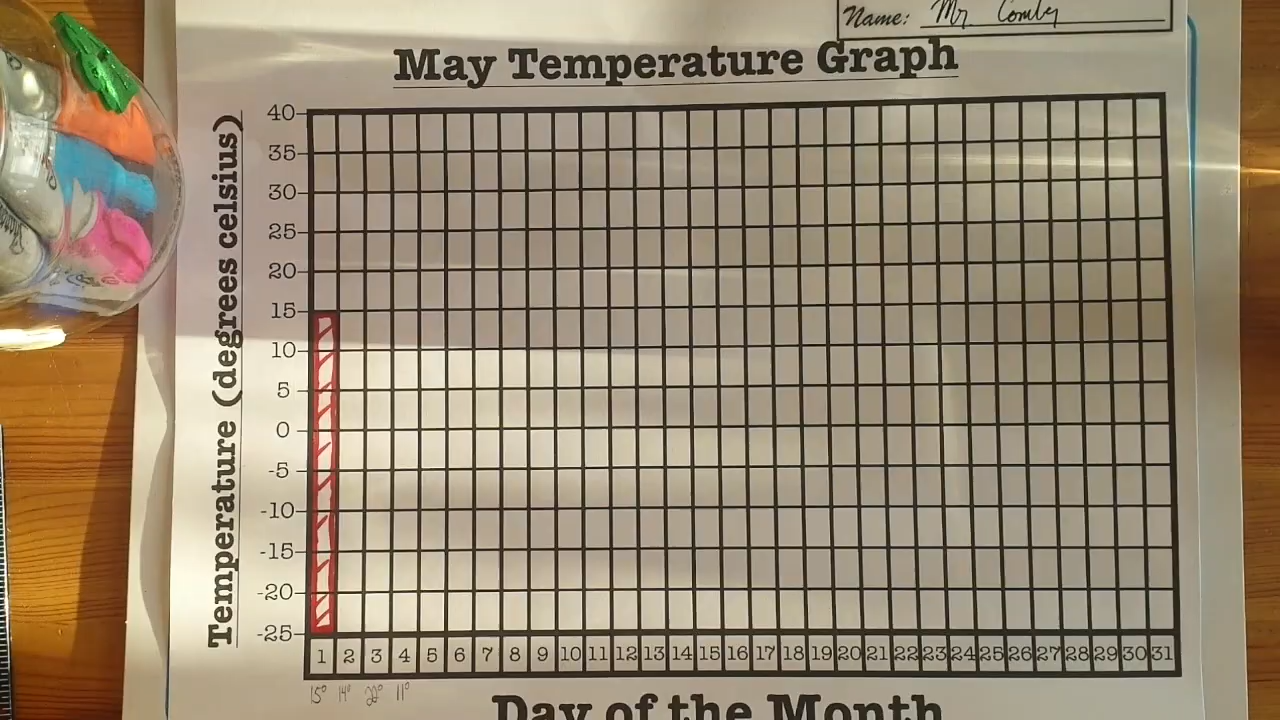 Name: Mr Comley
May Temperature Graph
Temperature (degrees celsius)
40
35
30
25
20
15
10
5
0
-5
-10
-15
-20
-25
1 2 3 4 5 6 7 8 9 10 11 12 13 14 15 16 17 18 19 20 21 22 23 24 25 26 27 28 29 30 31
15° 14° 22° 11°
Day of the Month